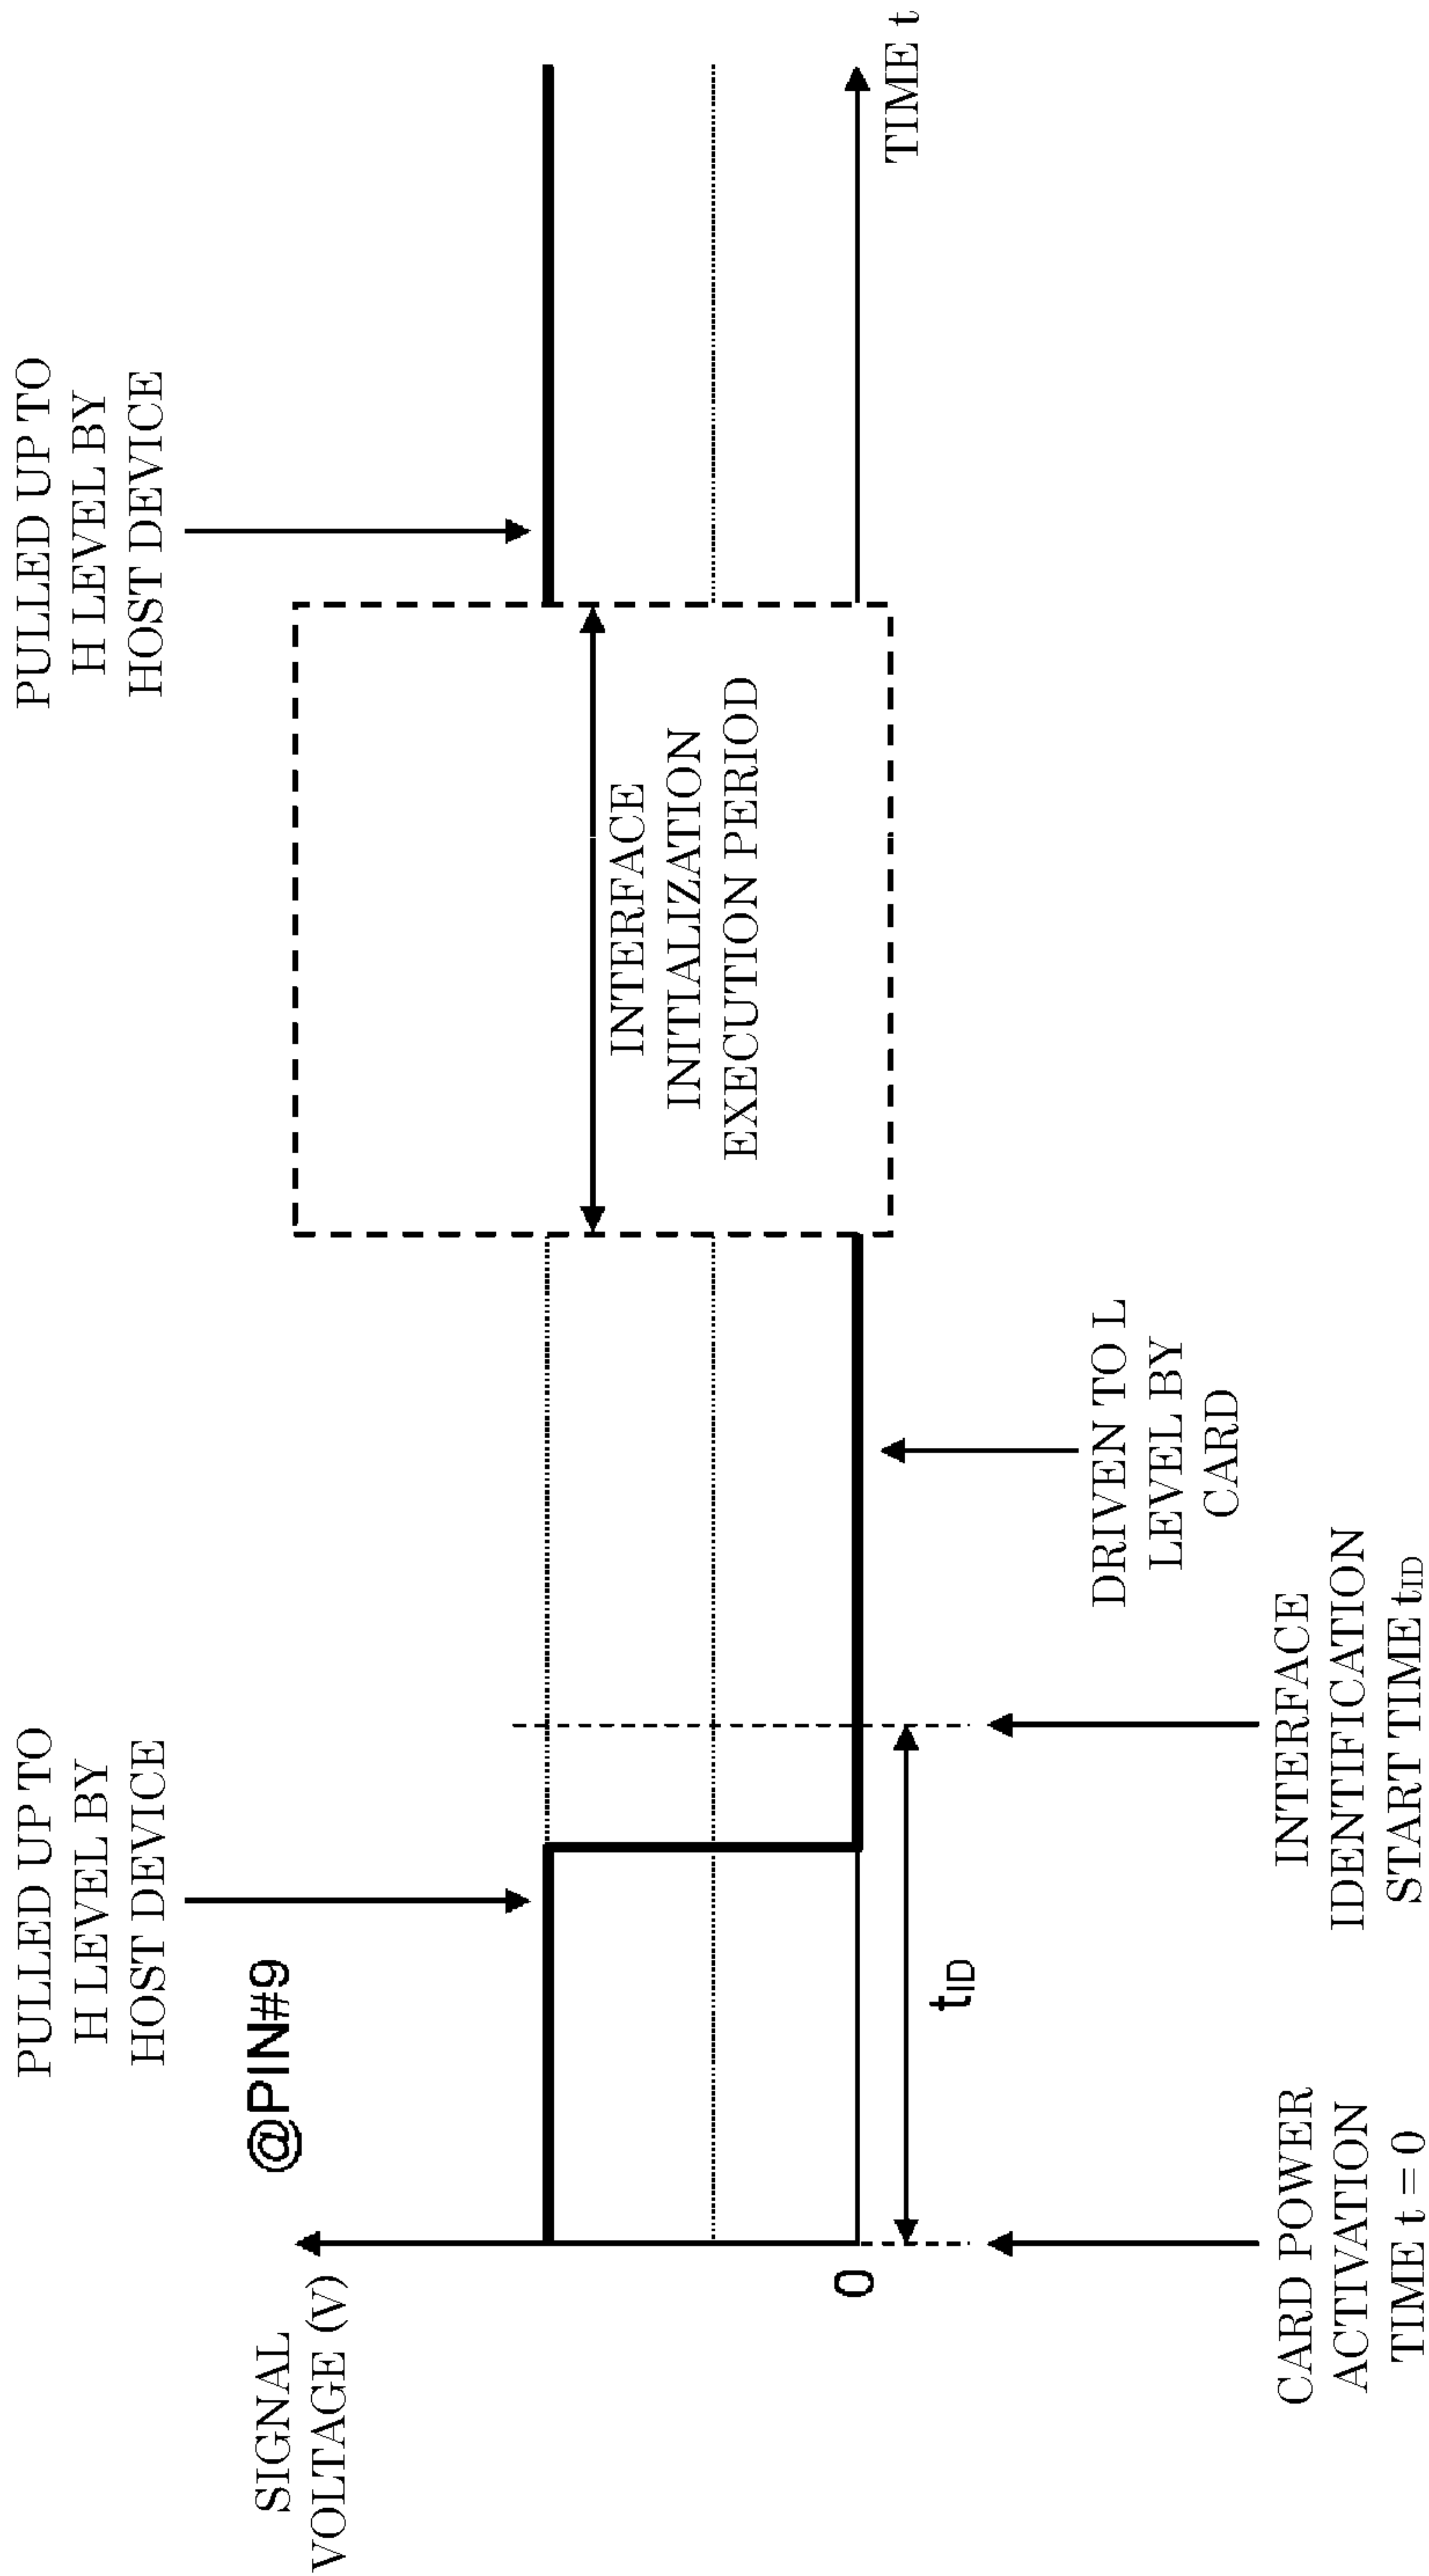 SIGNAL
VOLTAGE (V)
@PIN#9
PULLED UP TO
H LEVEL BY
HOST DEVICE
PULLED UP TO
H LEVEL BY
HOST DEVICE
INTERFACE
INITIALIZATION
EXECUTION PERIOD
0
TIME t
tID
DRIVEN TO L
LEVEL BY
CARD
CARD POWER
ACTIVATION
TIME t = 0
INTERFACE
IDENTIFICATION
START TIME tID